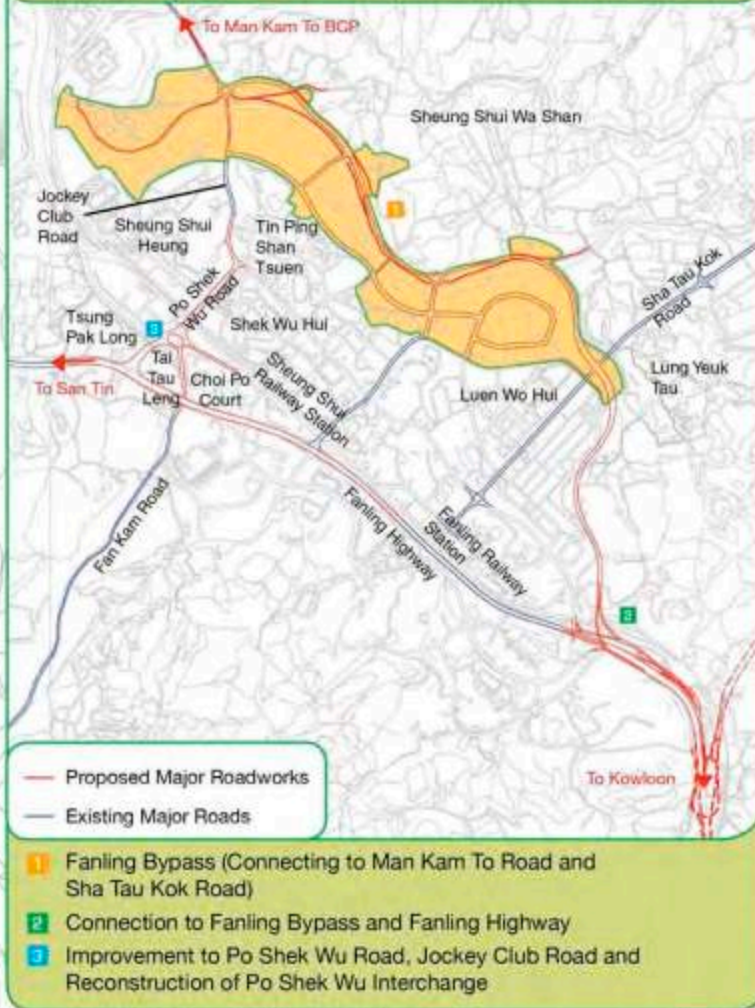 To Man Kam To BCP
Sheung Shui Wa Shan
1
Jockey
Club
Road
Sheung Shui
Heung
Tin Ping
Shan
Tsuen
Po Shek
Wu Road
Sha Tau Kok
Road
Tsung
Pak Long
3
Shek Wu Hui
To San Tin
Tai
Tau
Leng
Choi Po
Court
Sheung Shui
Railway Station
Luen Wo Hui
Lung Yeuk
Tau
Fan Kam Road
Fanling Highway
Fanling Railway
Station
2
To Kowloon
Proposed Major Roadworks
Existing Major Roads
1 Fanling Bypass (Connecting to Man Kam To Road and
Sha Tau Kok Road)
2 Connection to Fanling Bypass and Fanling Highway
3 Improvement to Po Shek Wu Road, Jockey Club Road and
Reconstruction of Po Shek Wu Interchange